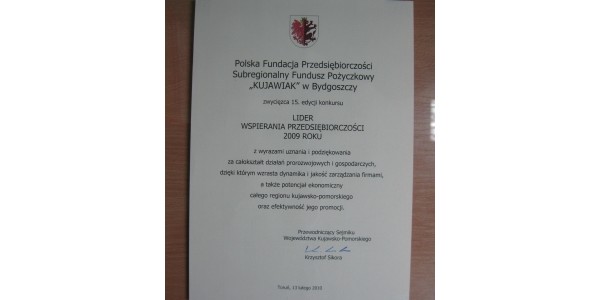 Polska Fundacja Przedsiębiorczości
Subregionalny Fundusz Pożyczkowy
„KUJAWIAK” w Bydgoszczy
zwycięzca 15. edycji konkursu
LIDER
WSPIERANIA PRZEDSIĘBIORCZOŚCI
2009 ROKU
z wyrazami uznania i podziękowania
za całokształt działań prorozwojowych i gospodarczych,
dzięki którym wzrasta dynamika i jakość zarządzania firmami,
a także potencjał ekonomiczny
całego regionu kujawsko-pomorskiego
oraz efektywność jego promocji.
Przewodniczący Sejmiku
Województwa Kujawsko-Pomorskiego
Krzysztof Sikora
Toruń, 13 lutego 2010